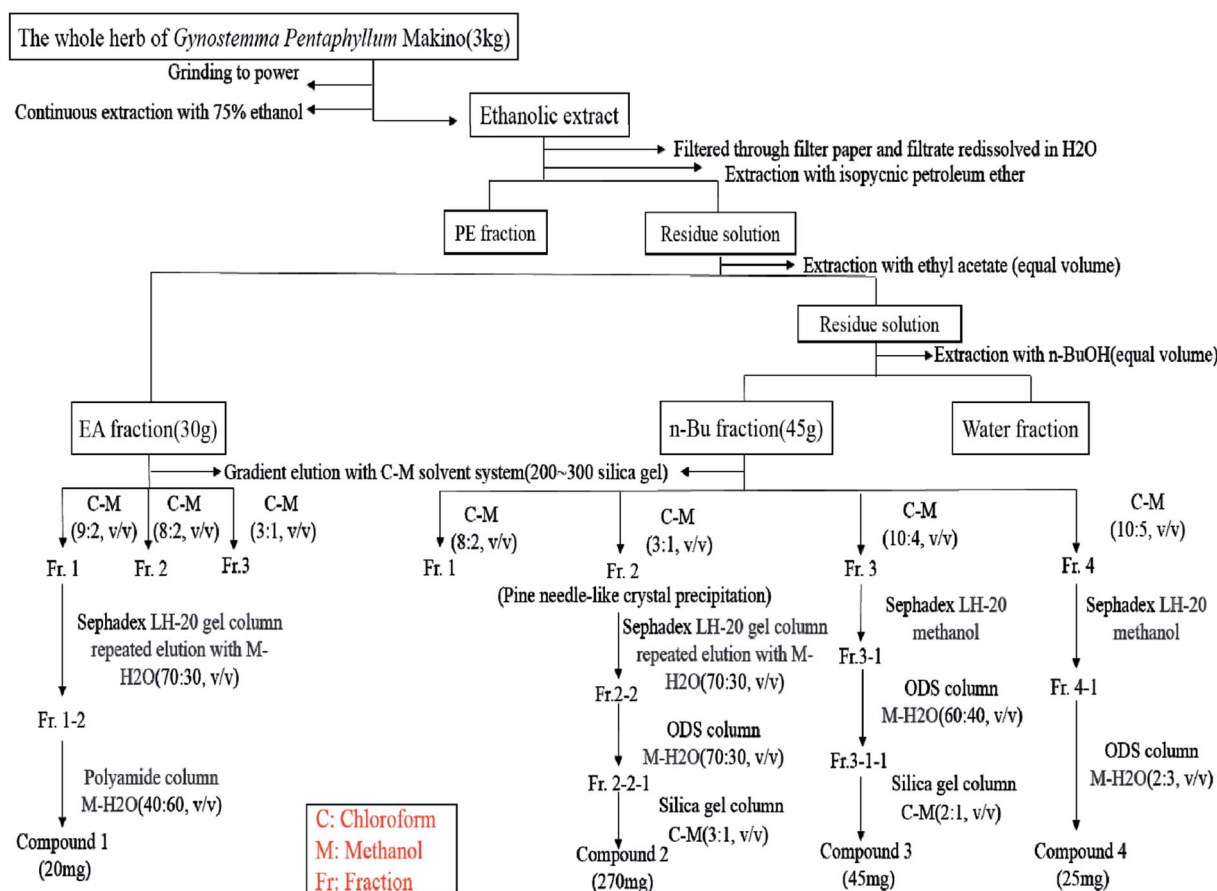 The whole herb of Gynostemma Pentaphyllum Makino(3kg)
Grinding to power
Continuous extraction with 75% ethanol
Ethanolic extract
Filtered through filter paper and filtrate redissolved in H2O
Extraction with isopycnic petroleum ether
PE fraction
Residue solution
Extraction with ethyl acetate (equal volume)
Residue solution
Extraction with n-BuOH(equal volume)
EA fraction(30g)
n-Bu fraction(45g)
Water fraction
Gradient elution with C-M solvent system(200~300 silica gel)
C-M
(9:2, v/v)
C-M
(8:2, v/v)
C-M
(3:1, v/v)
Fr. 1
Fr. 2
Fr.3
Sephadex LH-20 gel column
repeated elution with M-
H2O(70:30, v/v)
Fr. 1-2
Polyamide column
M-H2O(40:60, v/v)
Compound 1
(20mg)
C-M
(8:2, v/v)
Fr. 1
C-M
(3:1, v/v)
Fr. 2
(Pine needle-like crystal precipitation)
Sephadex LH-20 gel column
repeated elution with M-
H2O(70:30, v/v)
Fr.2-2
ODS column
M-H2O(70:30, v/v)
Fr. 2-2-1
Silica gel column
C-M(3:1, v/v)
Compound 2
(270mg)
C-M
(10:4, v/v)
Fr. 3
Sephadex LH-20
methanol
Fr.3-1
ODS column
M-H2O(60:40, v/v)
Fr.3-1-1
Silica gel column
C-M(2:1, v/v)
Compound 3
(45mg)
C-M
(10:5, v/v)
Fr. 4
Sephadex LH-20
methanol
Fr. 4-1
ODS column
M-H2O(2:3, v/v)
Compound 4
(25mg)
C: Chloroform
M: Methanol
Fr: Fraction